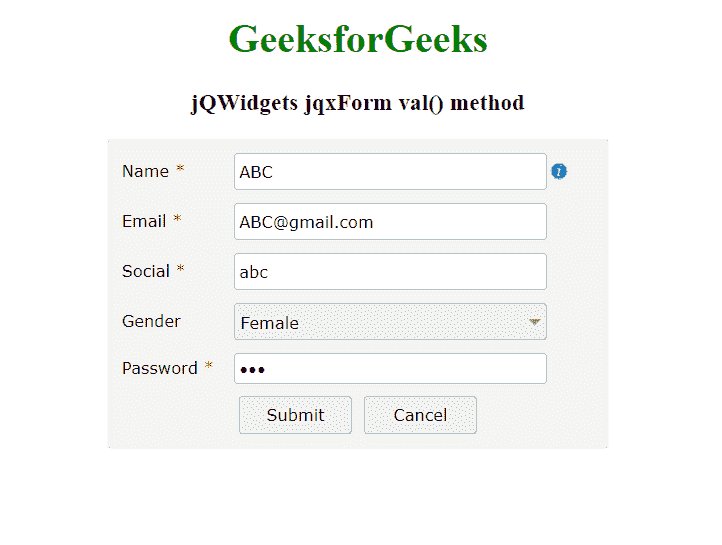 GeeksforGeeks
jQWidgets jqxForm val() method
Name * ABC i
Email * ABC@gmail.com
Social * abc
Gender Female
Password * •••
Submit Cancel